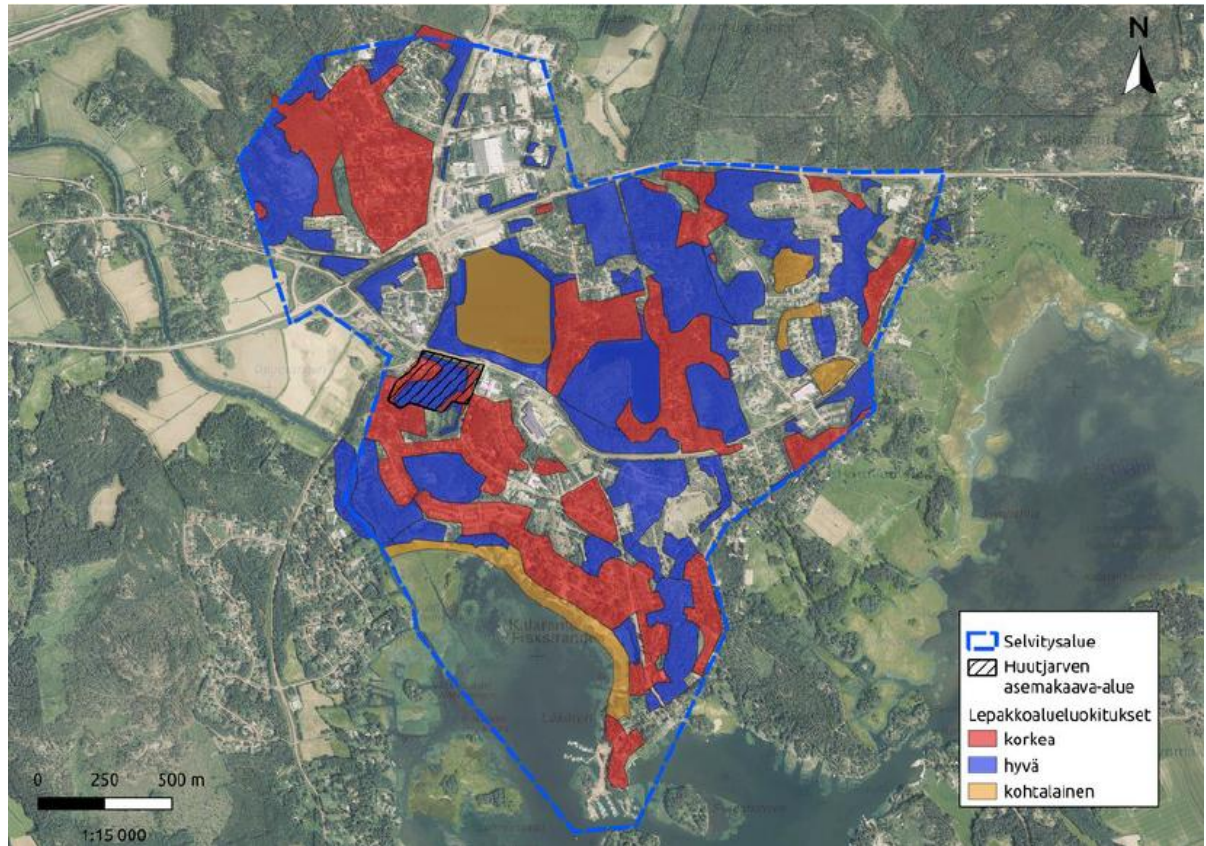 N
Selvitysalue
Huutjärven
asemakaava-alue
Lepakkoalueluokitukset
korkea
hyvä
kohtalainen
0 250 500 m
1:15 000